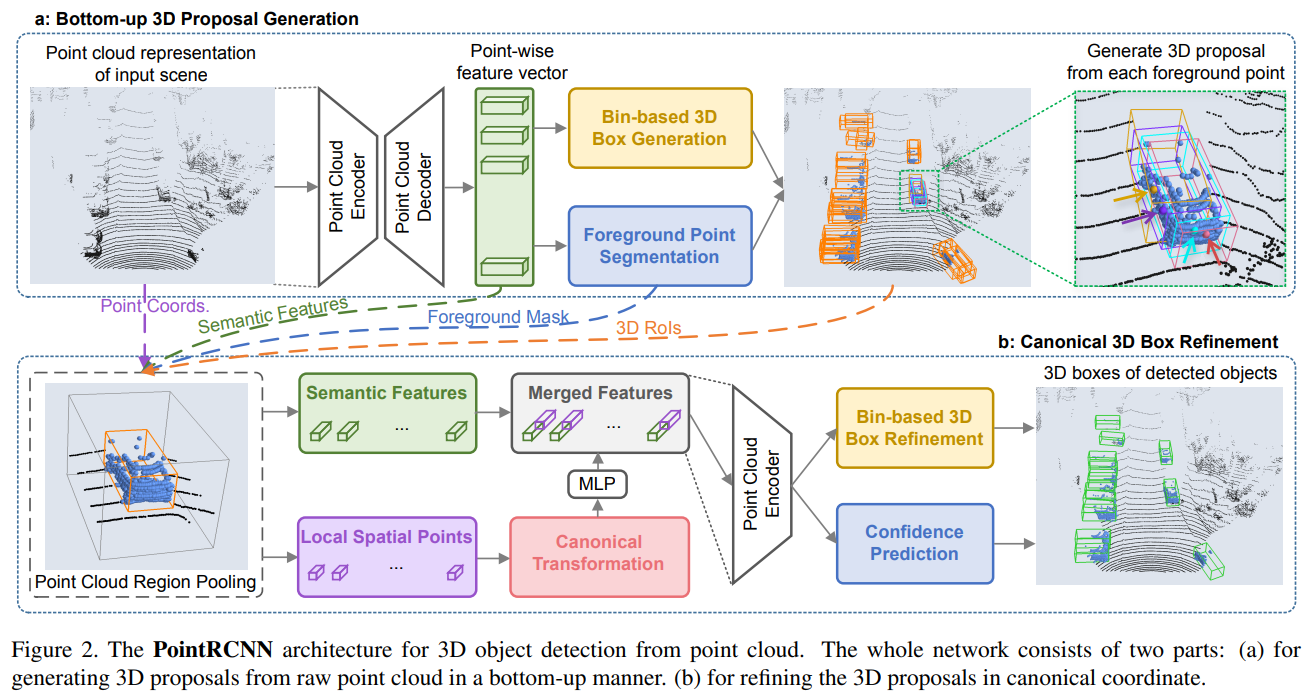 a: Bottom-up 3D Proposal Generation
Point cloud representation
of input scene
Point-wise
feature vector
Generate 3D proposal
from each foreground point
Point Cloud
Encoder
Point Cloud
Decoder
Bin-based 3D
Box Generation
Foreground Point
Segmentation
Point Coords.
Semantic Features
Foreground Mask
3D RoIs
b: Canonical 3D Box Refinement
Point Cloud Region Pooling
Semantic Features
...
Merged Features
...
MLP
Local Spatial Points
...
Canonical
Transformation
Point Cloud
Encoder
Bin-based 3D
Box Refinement
Confidence
Prediction
3D boxes of detected objects
Figure 2. The PointRCNN architecture for 3D object detection from point cloud. The whole network consists of two parts: (a) for
generating 3D proposals from raw point cloud in a bottom-up manner. (b) for refining the 3D proposals in canonical coordinate.